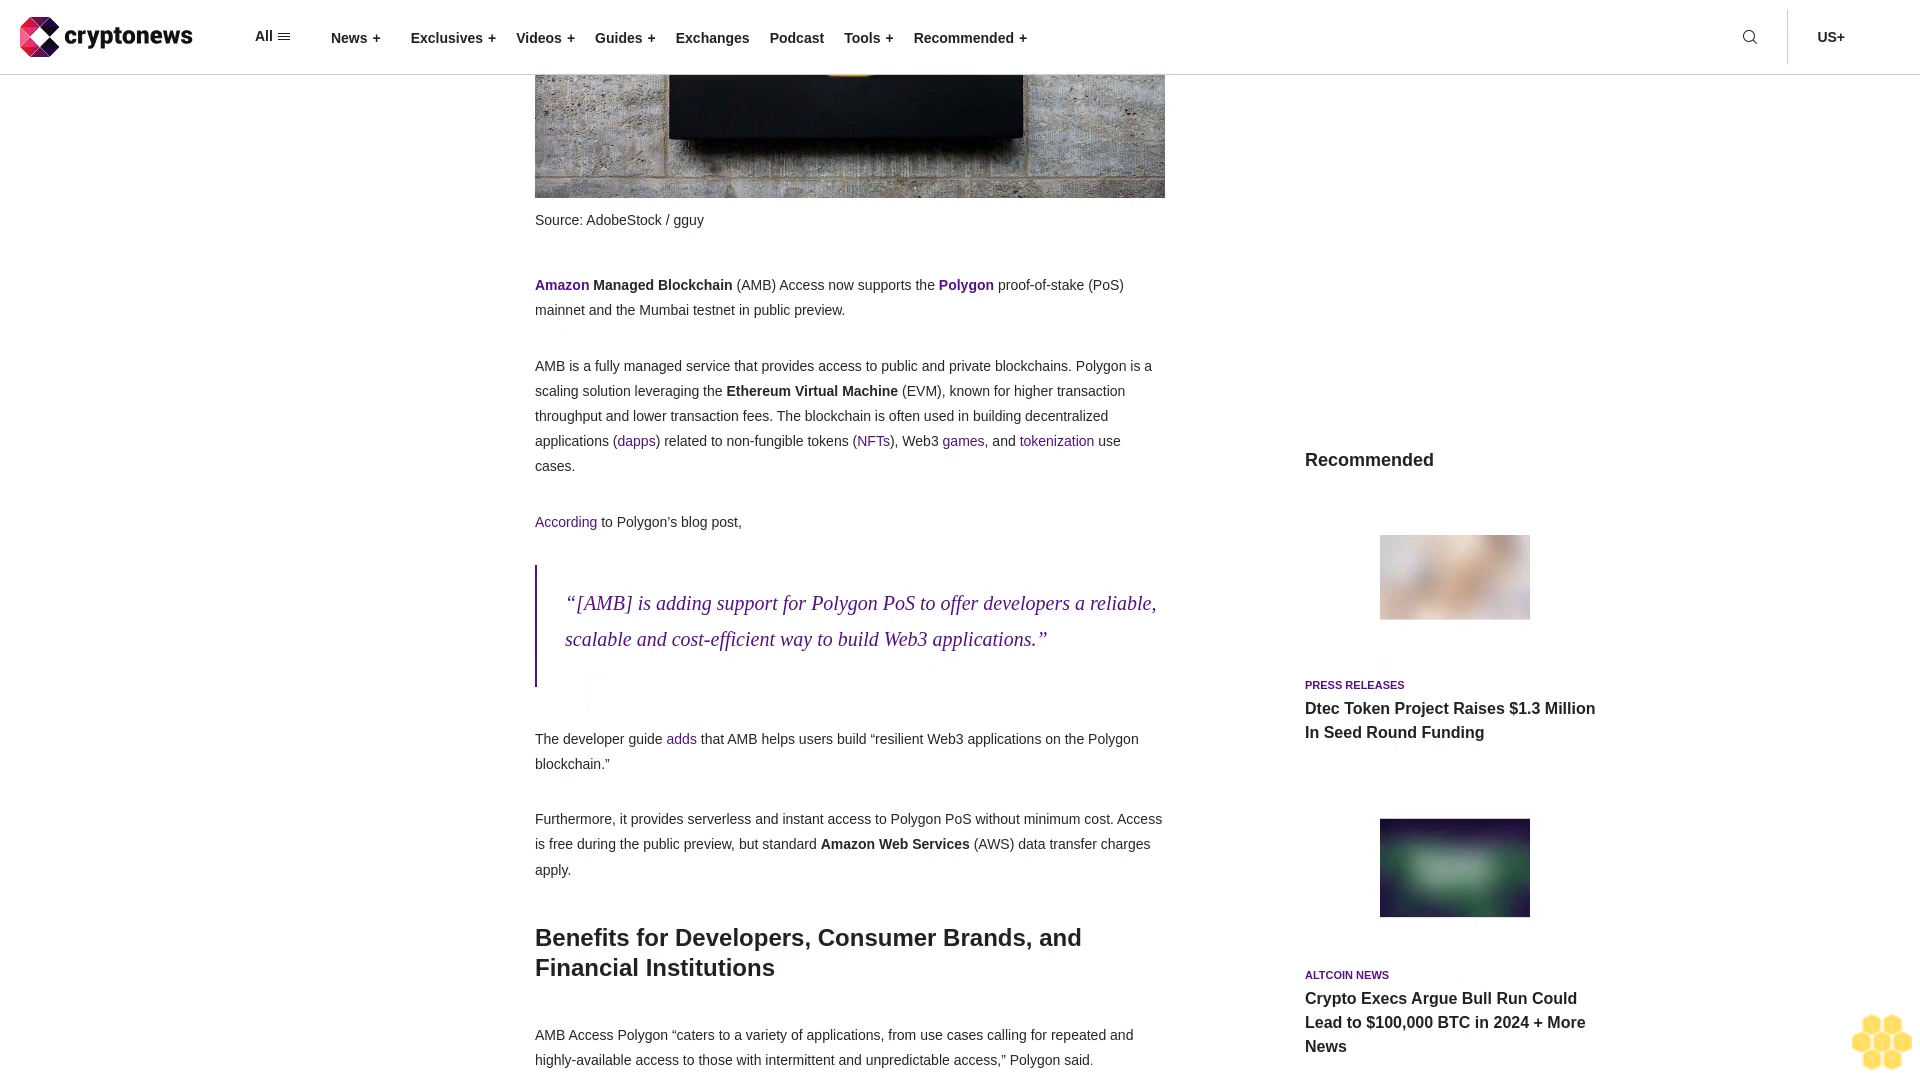 cryptonews
All
News +
Exclusives +
Videos +
Guides +
Exchanges
Podcast
Tools +
Recommended +
US+
Source: AdobeStock / gguy
Amazon Managed Blockchain (AMB) Access now supports the Polygon proof-of-stake (PoS)
mainnet and the Mumbai testnet in public preview.
AMB is a fully managed service that provides access to public and private blockchains. Polygon is a
scaling solution leveraging the Ethereum Virtual Machine (EVM), known for higher transaction
throughput and lower transaction fees. The blockchain is often used in building decentralized
applications (dapps) related to non-fungible tokens (NFTs), Web3 games, and tokenization use
cases.
According to Polygon’s blog post,
“[AMB] is adding support for Polygon PoS to offer developers a reliable,
scalable and cost-efficient way to build Web3 applications.”
The developer guide adds that AMB helps users build “resilient Web3 applications on the Polygon
blockchain.”
Furthermore, it provides serverless and instant access to Polygon PoS without minimum cost. Access
is free during the public preview, but standard Amazon Web Services (AWS) data transfer charges
apply.
Benefits for Developers, Consumer Brands, and
Financial Institutions
AMB Access Polygon “caters to a variety of applications, from use cases calling for repeated and
highly-available access to those with intermittent and unpredictable access,” Polygon said.
Recommended
PRESS RELEASES
Dtec Token Project Raises $1.3 Million
In Seed Round Funding
ALTCOIN NEWS
Crypto Execs Argue Bull Run Could
Lead to $100,000 BTC in 2024 + More
News